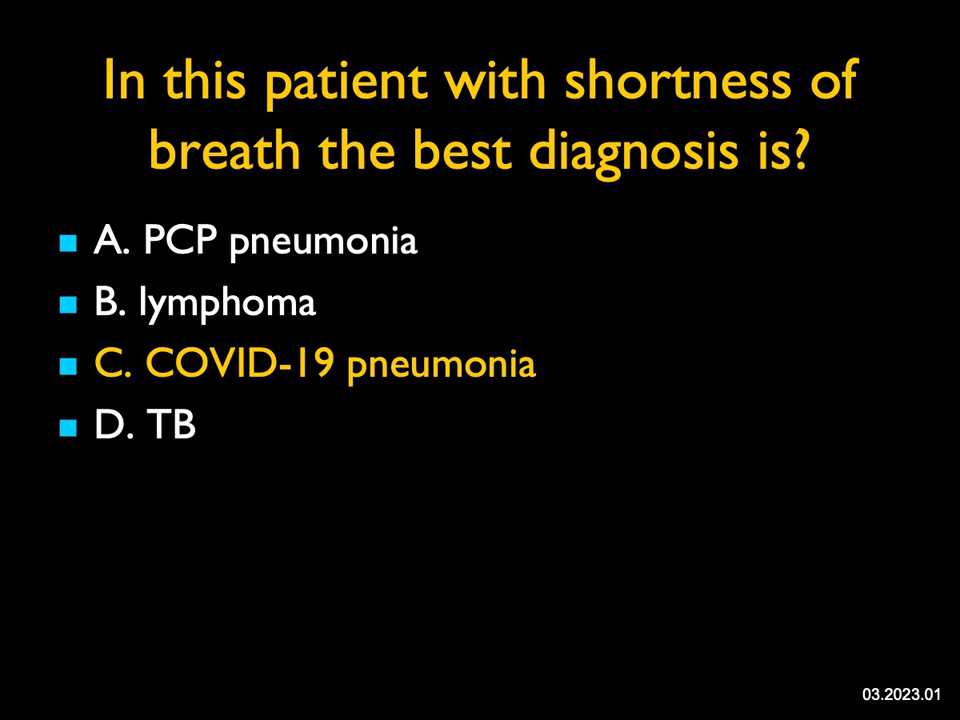 In this patient with shortness of
breath the best diagnosis is?
A. PCP pneumonia
B. lymphoma
C. COVID-19 pneumonia
D. TB
03.2023.01